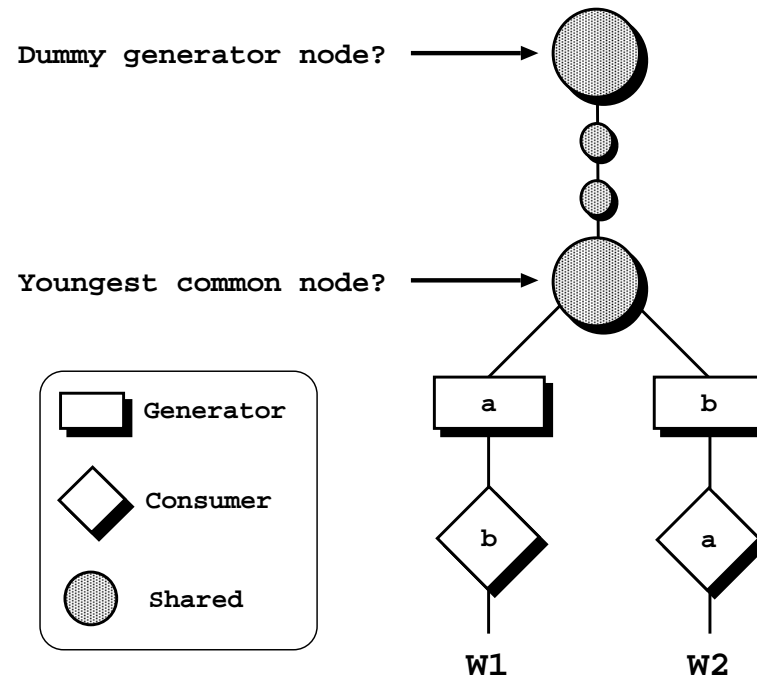 Dummy generator node?
Youngest common node?
a
b
Generator
Consumer
b
a
Shared
W1
W2